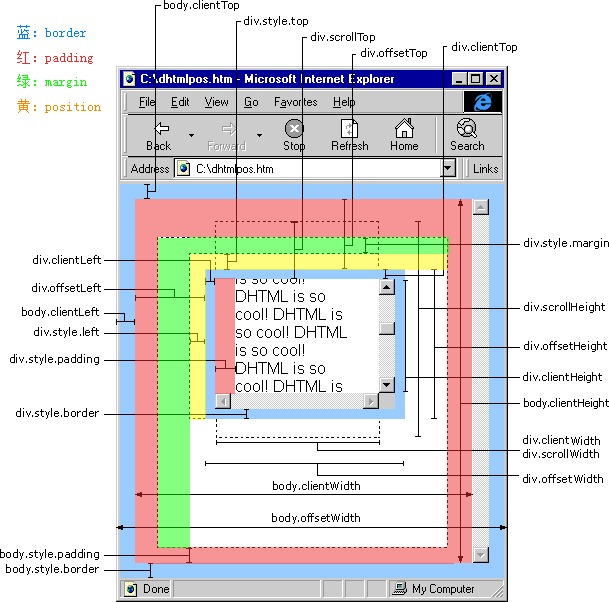 body.clientTop
div.style.top
div.scrollTop
div.offsetTop
div.clientTop
蓝：border
红：padding
绿：margin
黄：position
C:\dhtmlpos.htm - Microsoft Internet Explorer
File Edit View Go Favorites Help
Back Forward Stop Refresh Home Search
Address C:\dhtmlpos.htm Links
div.style.margin
div.clientLeft
div.offsetLeft
body.clientLeft
div.style.left
div.style.padding
div.style.border
is so cool!
DHTML is so
cool! DHTML is
so cool! DHTML
is so cool!
DHTML is so
cool! DHTML is
div.scrollHeight
div.offsetHeight
div.clientHeight
body.clientHeight
div.clientWidth
div.scrollWidth
div.offsetWidth
body.clientWidth
body.offsetWidth
body.style.padding
body.style.border
Done My Computer